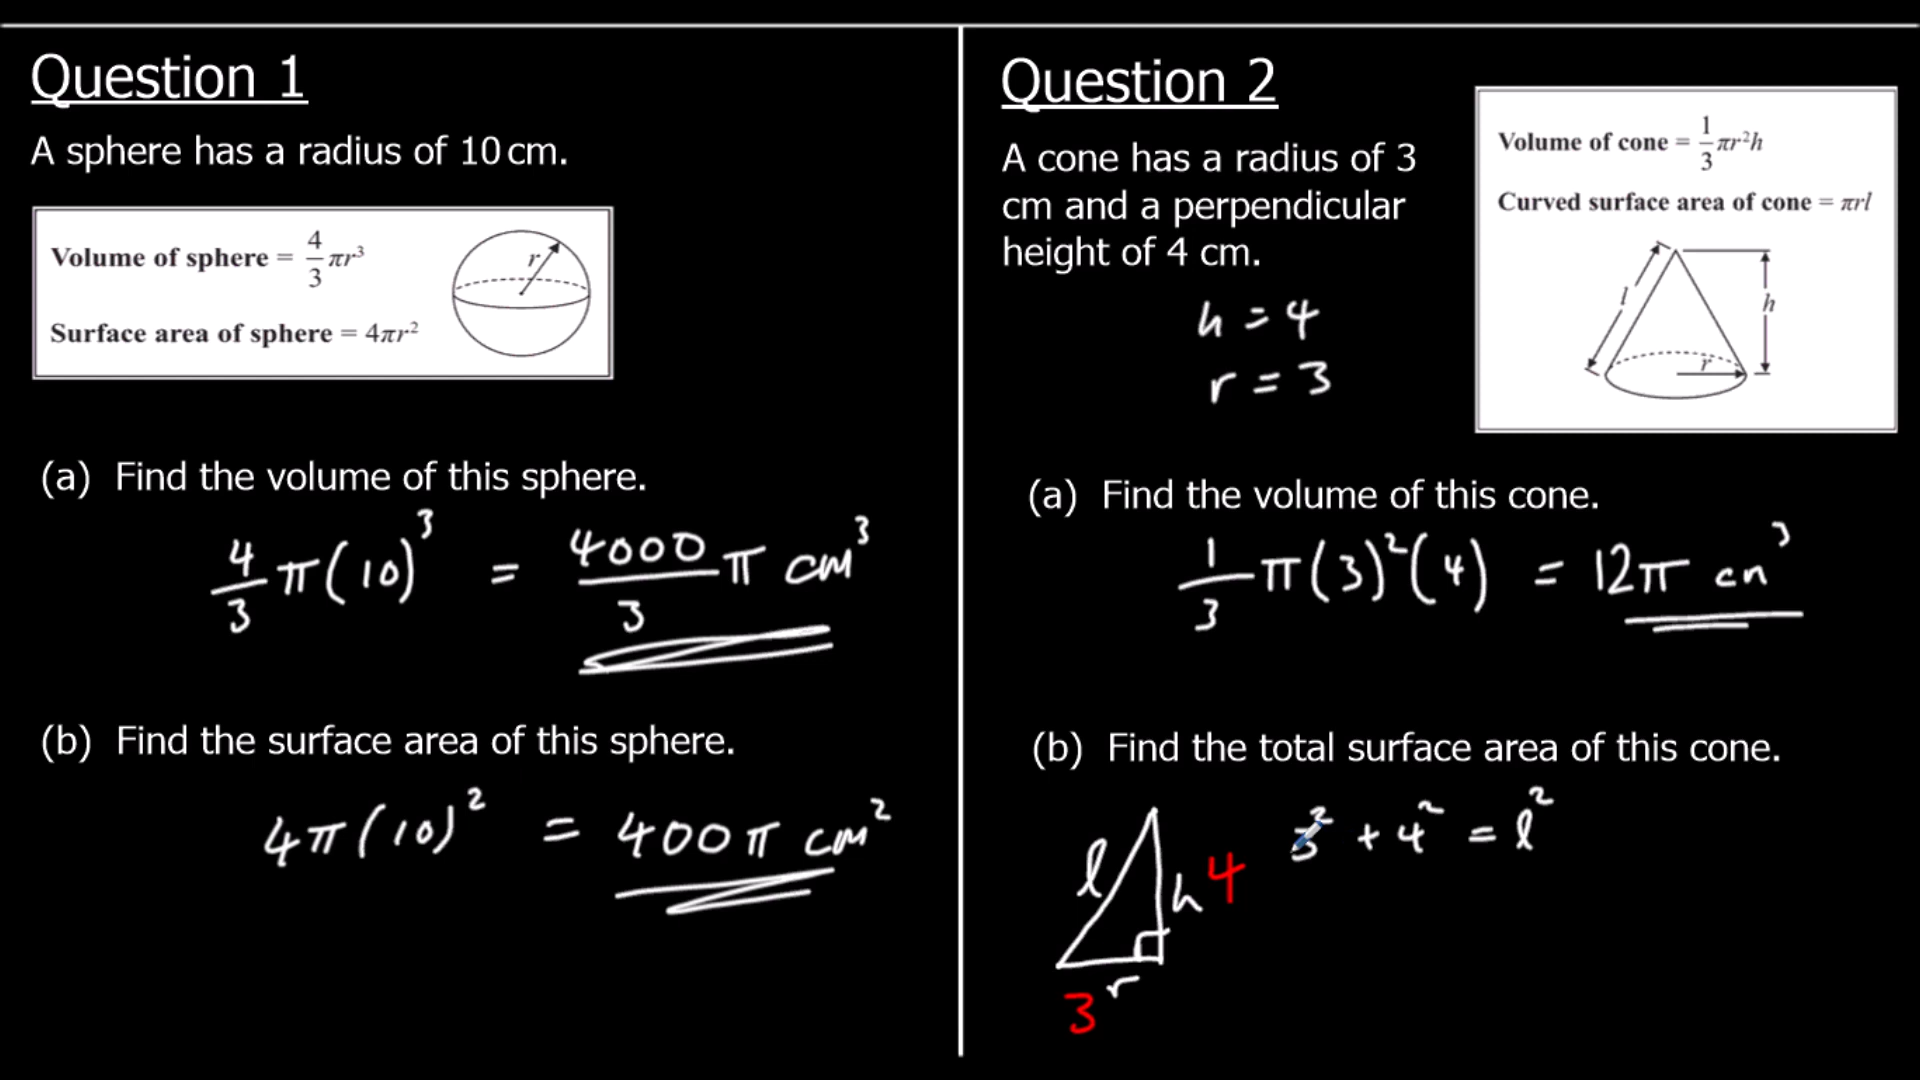 Question 1
A sphere has a radius of 10 cm.
Volume of sphere = 4/3 πr³
r
Surface area of sphere = 4πr²
(a) Find the volume of this sphere.
4/3 π(10)³ = 4000/3 π cm³
(b) Find the surface area of this sphere.
4π(10)² = 400π cm²
Question 2
A cone has a radius of 3
cm and a perpendicular
height of 4 cm.
h = 4
r = 3
Volume of cone = 1/3 πr²h
Curved surface area of cone = πrl
l
h
r
(a) Find the volume of this cone.
1/3 π(3)²(4) = 12π cm³
(b) Find the total surface area of this cone.
3² + 4² = l²
l
h 4
r
3